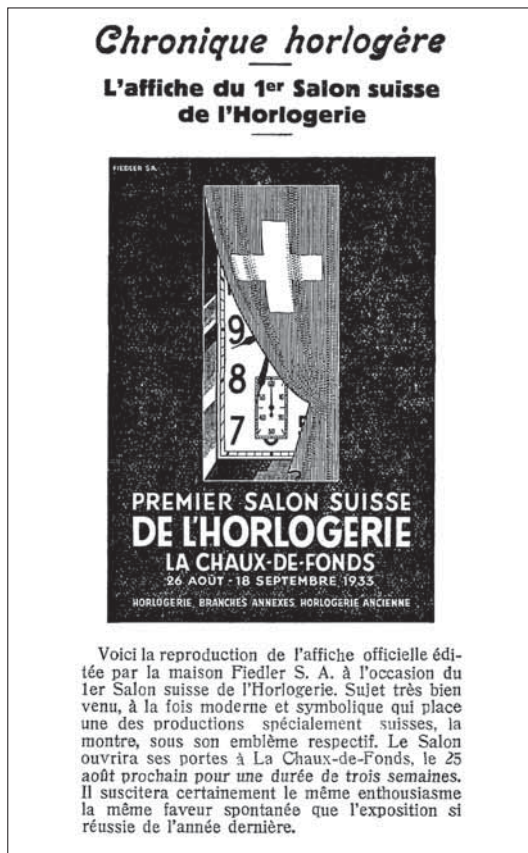 Chronique horlogère
L'affiche du 1er Salon suisse
de l'Horlogerie
FIEDLER S.A.
9
8
7
60
PREMIER SALON SUISSE
DE L'HORLOGERIE
LA CHAUX-DE-FONDS
26 AOÛT - 18 SEPTEMBRE 1933
HORLOGERIE, BRANCHES ANNEXES, HORLOGERIE ANCIENNE
Voici la reproduction de l'affiche officielle édi-
tée par la maison Fiedler S. A. à l'occasion du
1er Salon suisse de l'Horlogerie. Sujet très bien
venu, à la fois moderne et symbolique qui place
une des productions spécialement suisses, la
montre, sous son emblème respectif. Le Salon
ouvrira ses portes à La Chaux-de-Fonds, le 25
août prochain pour une durée de trois semaines.
Il suscitera certainement le même enthousiasme
la même faveur spontanée que l'exposition si
réussie de l'année dernière.